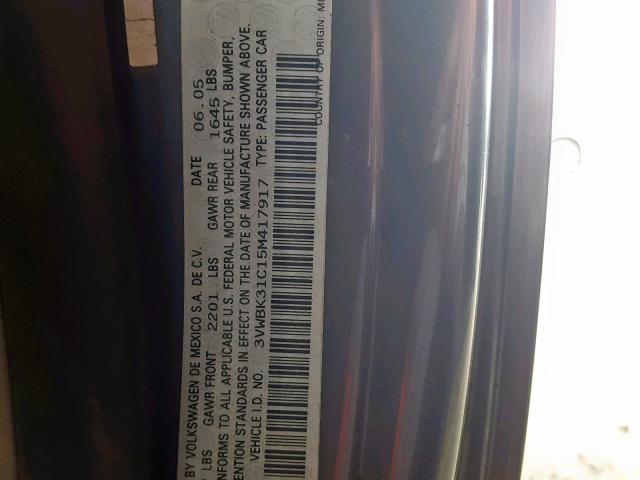 BY VOLKSWAGEN DE MEXICO S.A. DE C.V. DATE 06.05
LBS GAWR FRONT 2201 LBS GAWR REAR 1645 LBS
NFORMS TO ALL APPLICABLE U.S. FEDERAL MOTOR VEHICLE SAFETY, BUMPER,
ENTION STANDARDS IN EFFECT ON THE DATE OF MANUFACTURE SHOWN ABOVE.
VEHICLE I.D. NO. 3VWBK31C15M417917 TYPE: PASSENGER CAR
COUNTRY OF ORIGIN: ME